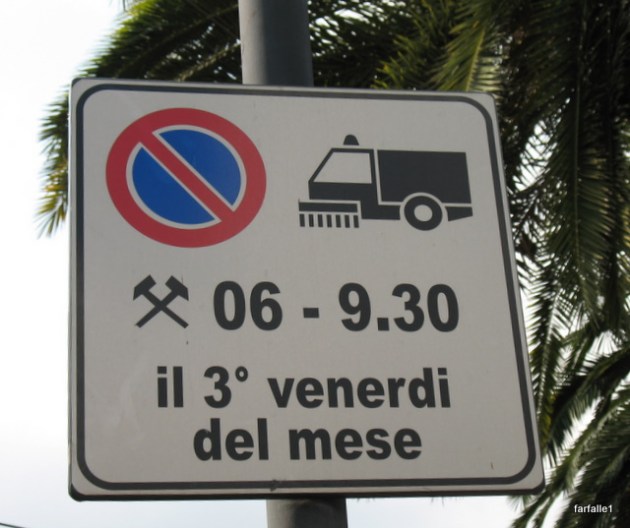 06 - 9.30
il 3° venerdi
del mese
farfalle1